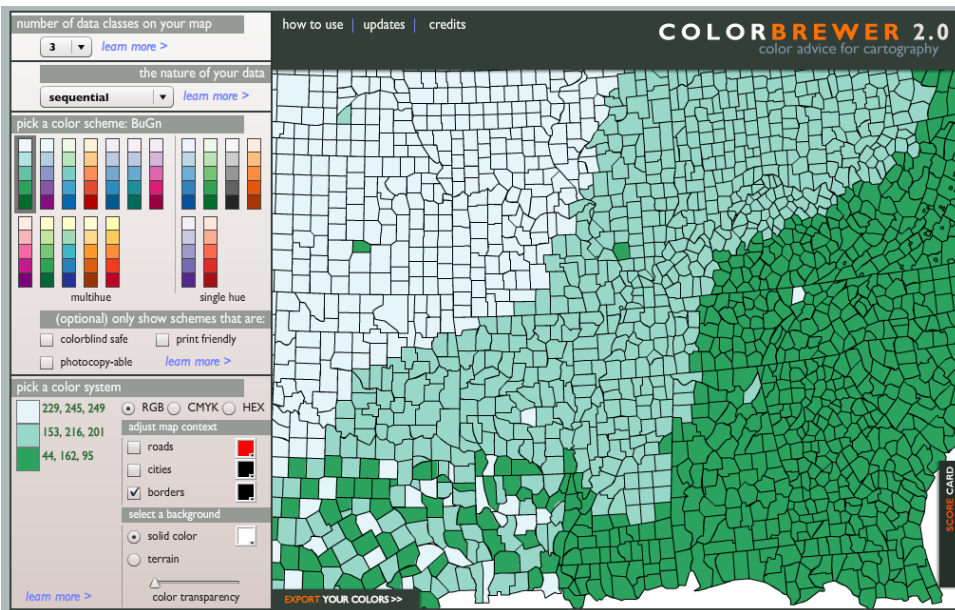 number of data classes on your map
3 learn more >
the nature of your data
sequential learn more >
pick a color scheme: BuGn
multihue single hue
(optional) only show schemes that are:
colorblind safe print friendly
photocopy-able learn more >
pick a color system
229, 245, 249
153, 216, 201
44, 162, 95
RGB CMYK HEX
adjust map context
roads
cities
borders
select a background
solid color
terrain
color transparency
learn more >
how to use | updates | credits
COLORBREWER 2.0
color advice for cartography
SCORE CARD
EXPORT YOUR COLORS >>